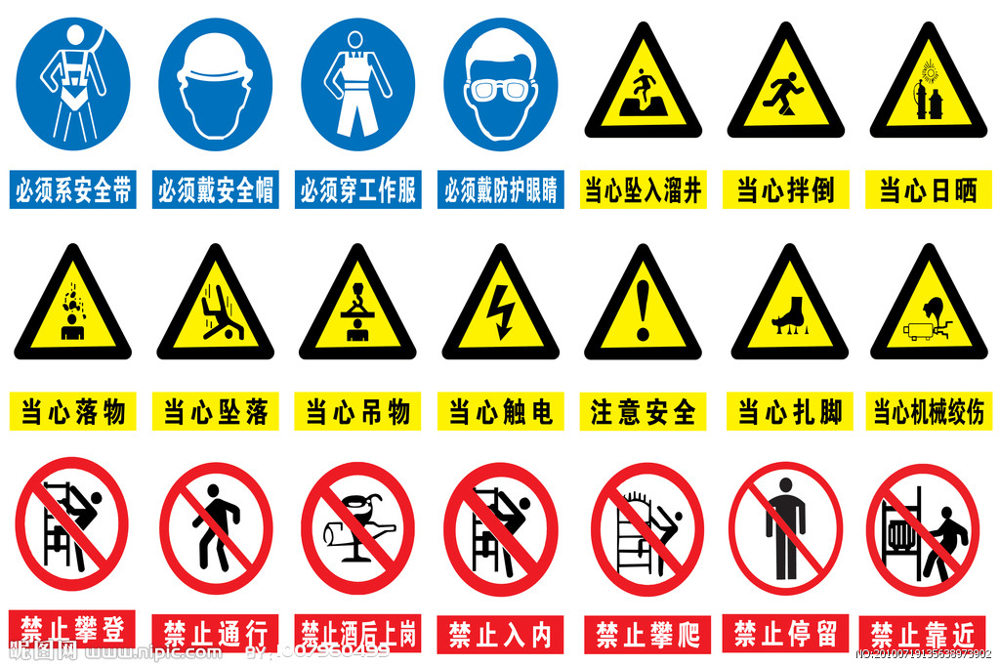 必须系安全带
必须戴安全帽
必须穿工作服
必须戴防护眼睛
当心坠入溜井
当心拌倒
当心日晒
当心落物
当心坠落
当心吊物
当心触电
注意安全
当心扎脚
当心机械绞伤
禁止攀登
禁止通行
禁止酒后上岗
禁止入内
禁止攀爬
禁止停留
禁止靠近
昵图网 www.nipic.com
NO:20100719135638973902